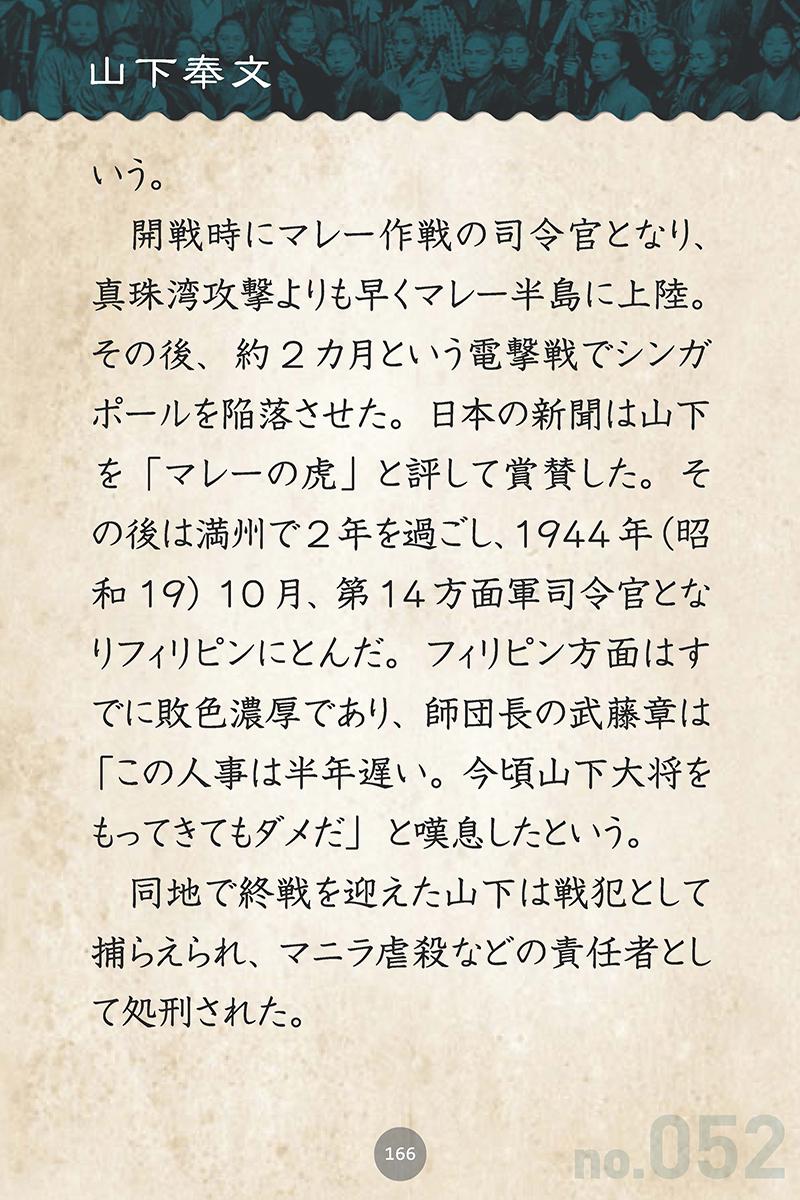 山下奉文
いう。
開戦時にマレー作戦の司令官となり、
真珠湾攻撃よりも早くマレー半島に上陸。
その後、約2カ月という電撃戦でシンガ
ポールを陥落させた。日本の新聞は山下
を「マレーの虎」と評して賞賛した。そ
の後は満州で2年を過ごし、1944年(昭
和19)10月、第14方面軍司令官とな
りフィリピンにとんだ。フィリピン方面はす
でに敗色濃厚であり、師団長の武藤章は
「この人事は半年遅い。今頃山下大将を
もってきてもダメだ」と嘆息したという。
同地で終戦を迎えた山下は戦犯として
捕らえられ、マニラ虐殺などの責任者とし
て処刑された。
166
no.052